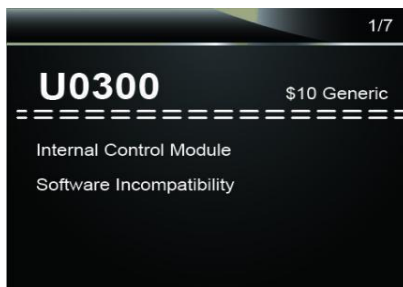 1/7
U0300 $10 Generic
Internal Control Module
Software Incompatibility